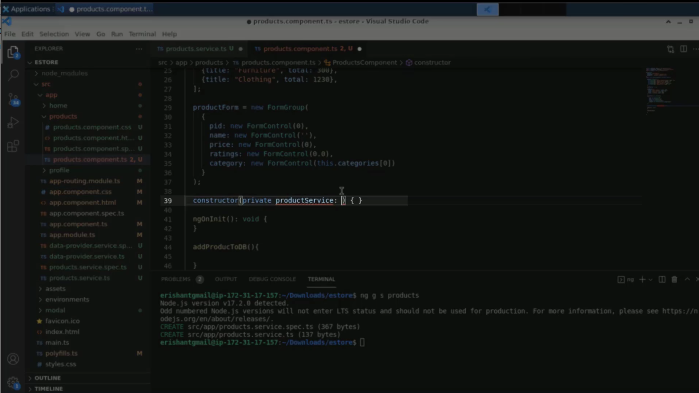 Applications
products.component.t...
products.component.ts - estore - Visual Studio Code
File Edit Selection View Go Run Terminal Help
EXPLORER
products.service.ts U
products.component.ts 2, U
ESTORE
src > app > products > products.component.ts > ProductsComponent > constructor
node_modules
src
app
home
products
products.component.css U
products.component.ht... U
products.component.sp... U
products.component.ts 2, U
profile
app-routing.module.ts M
app.component.css M
app.component.html M
app.component.spec.ts
app.component.ts M
app.module.ts M
data-provider.service.sp... U
data-provider.service.ts U
products.service.spec.ts U
products.service.ts U
assets
environments
modal
favicon.ico
index.html
main.ts
polyfills.ts M
styles.css
OUTLINE
TIMELINE
25 {title: "Furniture", total: 300},
26 {title: "Clothing", total: 1230},
27 ];
28
29 productForm = new FormGroup(
30 {
31 pid: new FormControl(0),
32 name: new FormControl(''),
33 price: new FormControl(0),
34 ratings: new FormControl(0.0),
35 category: new FormControl(this.categories[0])
36 }
37 );
38
39 constructor(private productService: ) { }
40
41 ngOnInit(): void {
42 }
43
44 addProducToDB(){
45
46 }
PROBLEMS 2 OUTPUT DEBUG CONSOLE TERMINAL
zsh
erishantgmail@ip-172-31-17-157:~/Downloads/estore$ ng g s products
Node.js version v17.2.0 detected.
Odd numbered Node.js versions will not enter LTS status and should not be used for production. For more information, please see https://n
odejs.org/en/about/releases/.
CREATE src/app/products.service.spec.ts (367 bytes)
CREATE src/app/products.service.ts (137 bytes)
erishantgmail@ip-172-31-17-157:~/Downloads/estore$